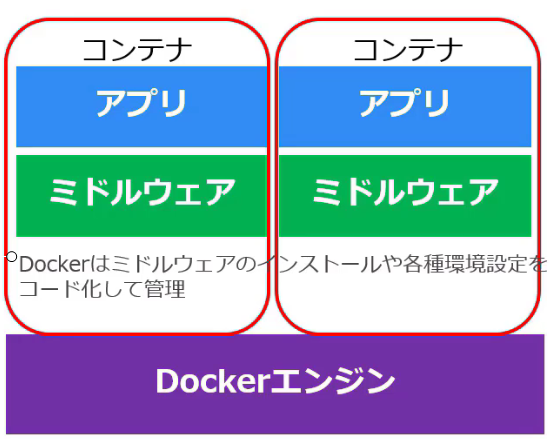 コンテナ コンテナ
アプリ アプリ
ミドルウェア ミドルウェア
Dockerはミドルウェアのインストールや各種環境設定を
コード化して管理
Dockerエンジン